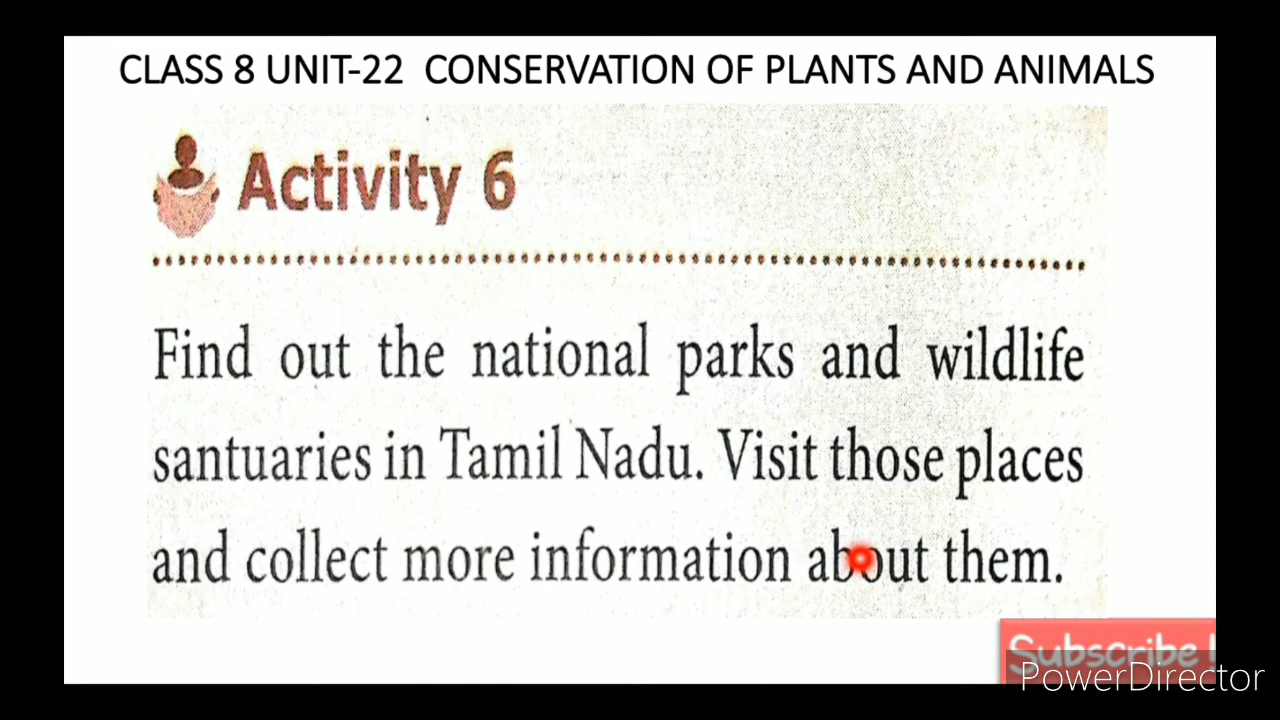 CLASS 8 UNIT-22 CONSERVATION OF PLANTS AND ANIMALS
Activity 6
Find out the national parks and wildlife
santuaries in Tamil Nadu. Visit those places
and collect more information about them.
Subscribe !
PowerDirector